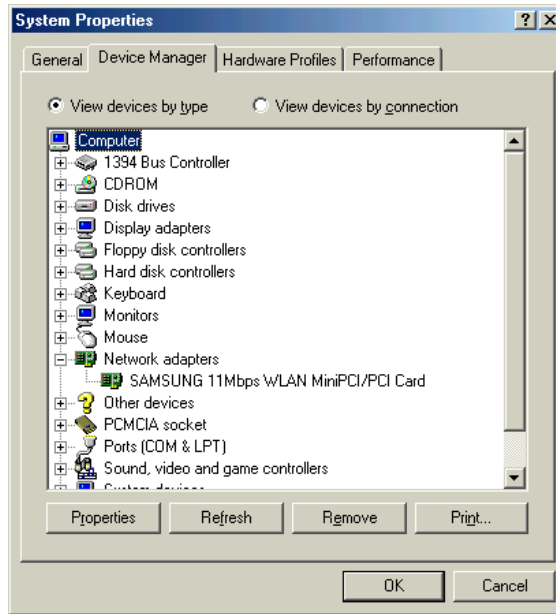 System Properties
General Device Manager Hardware Profiles Performance
View devices by type View devices by connection
Computer
1394 Bus Controller
CDROM
Disk drives
Display adapters
Floppy disk controllers
Hard disk controllers
Keyboard
Monitors
Mouse
Network adapters
SAMSUNG 11Mbps WLAN MiniPCI/PCI Card
Other devices
PCMCIA socket
Ports (COM & LPT)
Sound, video and game controllers
Properties Refresh Remove Print...
OK Cancel